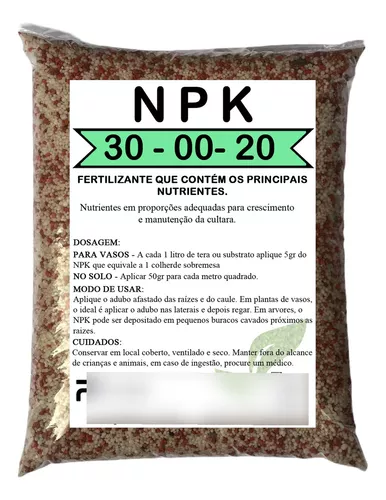 NPK
30 - 00- 20
FERTILIZANTE QUE CONTÉM OS PRINCIPAIS
NUTRIENTES.
Nutrientes em proporções adequadas para crescimento
e manutenção da cultara.
DOSAGEM:
PARA VASOS - A cada 1 litro de tera ou substrato aplique 5gr do
NPK que equivale a 1 colherde sobremesa
NO SOLO - Aplicar 50gr para cada metro quadrado.
MODO DE USAR:
Aplique o adubo afastado das raízes e do caule. Em plantas de vasos,
o ideal é aplicar o adubo nas laterais e depois regar. Em arvores, o
NPK pode ser depositado em pequenos buracos cavados próximos as
raizes.
CUIDADOS:
Conservar em local coberto, ventilado e seco. Manter fora do alcance
de crianças e animais, em caso de ingestão, procure um médico.